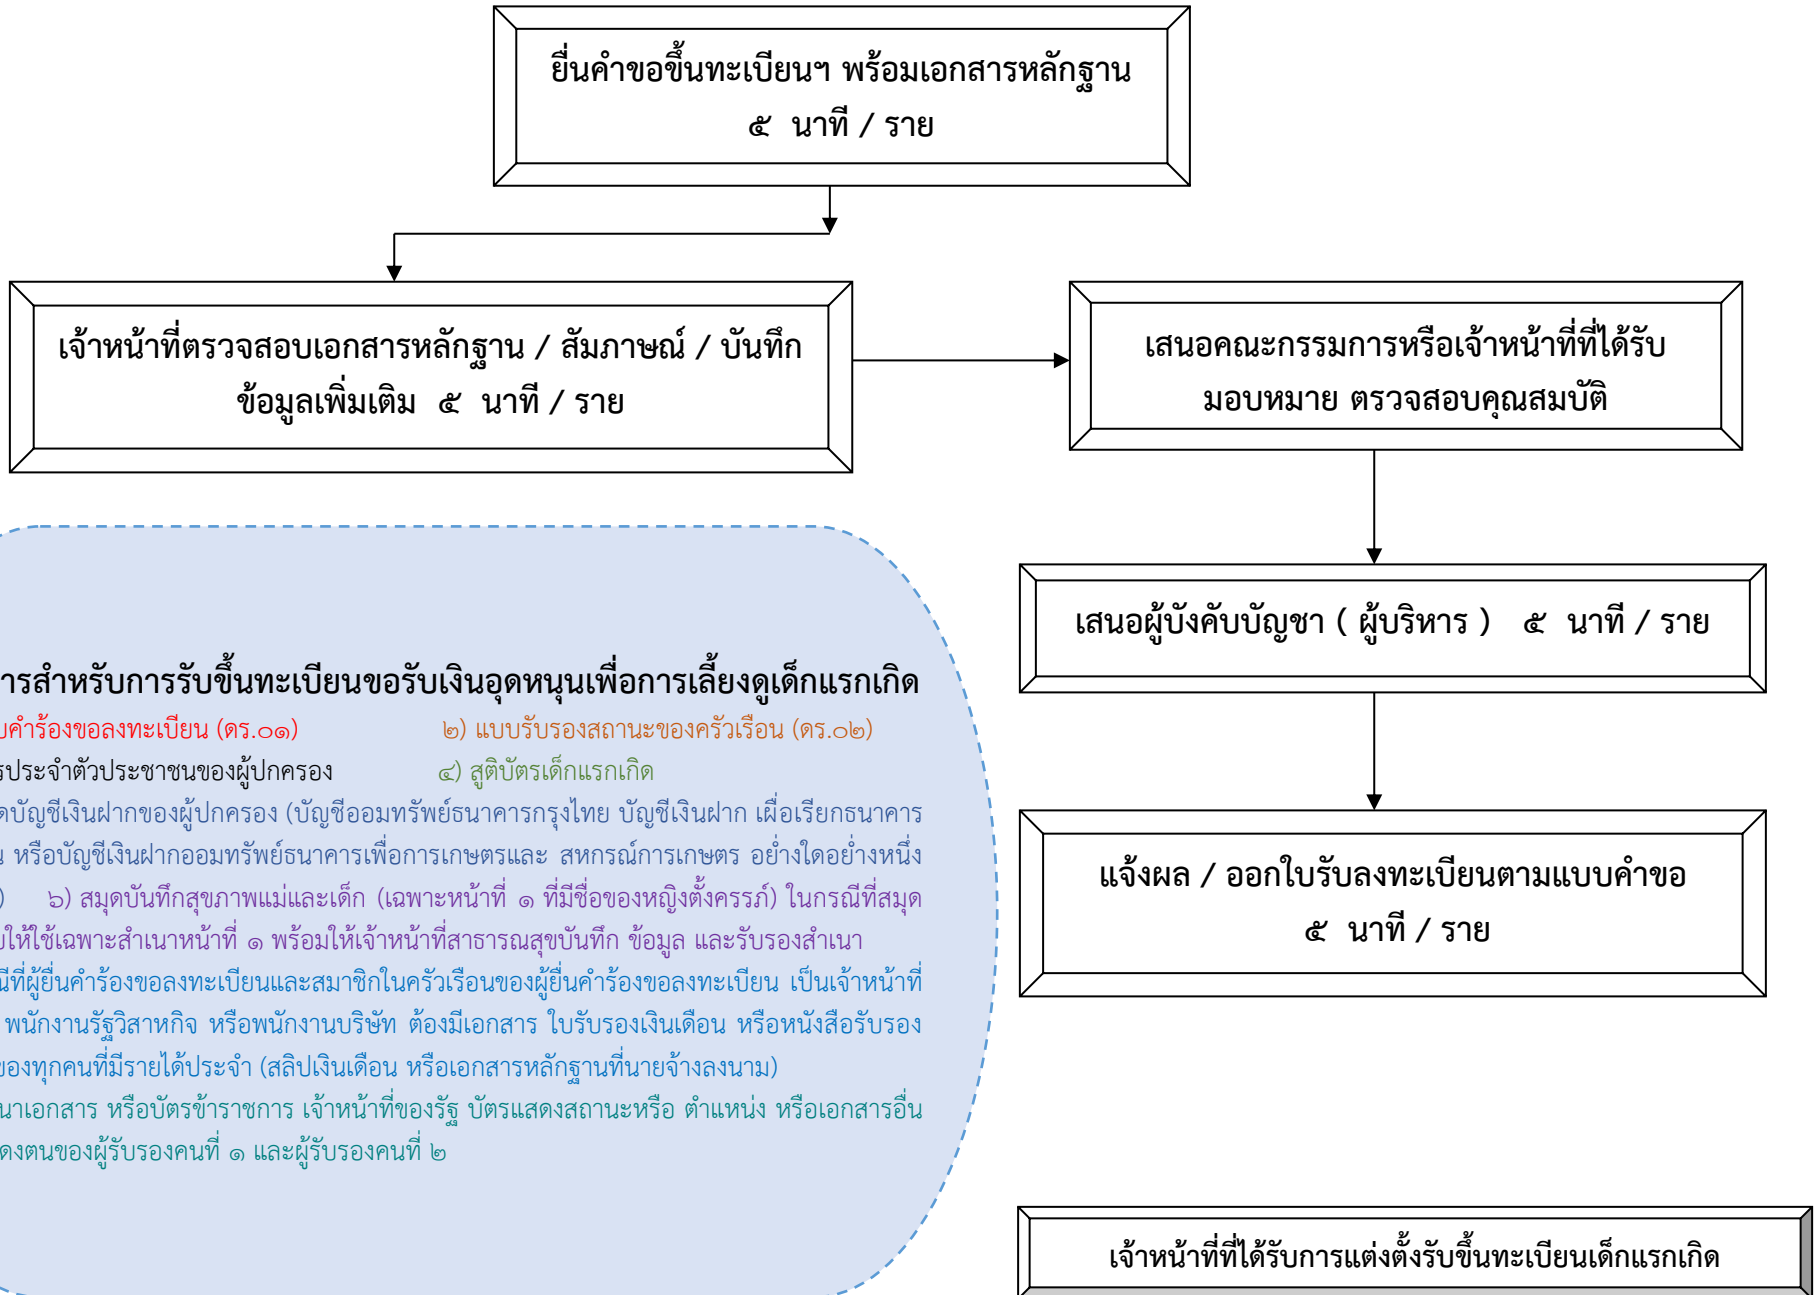 ยื่นคำขอขึ้นทะเบียนฯ พร้อมเอกสารหลักฐาน
๕ นาที / ราย
เจ้าหน้าที่ตรวจสอบเอกสารหลักฐาน / สัมภาษณ์ / บันทึก
ข้อมูลเพิ่มเติม ๕ นาที / ราย
เสนอคณะกรรมการหรือเจ้าหน้าที่ที่ได้รับ
มอบหมาย ตรวจสอบคุณสมบัติ
เสนอผู้บังคับบัญชา ( ผู้บริหาร ) ๕ นาที / ราย
แจ้งผล / ออกใบรับลงทะเบียนตามแบบคำขอ
๕ นาที / ราย
ารสำหรับการรับขึ้นทะเบียนขอรับเงินอุดหนุนเพื่อการเลี้ยงดูเด็กแรกเกิด
บคำร้องขอลงทะเบียน (ดร.๐๑) ๒) แบบรับรองสถานะของครัวเรือน (ดร.๐๒)
รประจำตัวประชาชนของผู้ปกครอง ๔) สูติบัตรเด็กแรกเกิด
ดบัญชีเงินฝากของผู้ปกครอง (บัญชีออมทรัพย์ธนาคารกรุงไทย บัญชีเงินฝาก เผื่อเรียกธนาคาร
น หรือบัญชีเงินฝากออมทรัพย์ธนาคารเพื่อการเกษตรและ สหกรณ์การเกษตร อย่างใดอย่างหนึ่ง
) ๖) สมุดบันทึกสุขภาพแม่และเด็ก (เฉพาะหน้าที่ ๑ ที่มีชื่อของหญิงตั้งครรภ์) ในกรณีที่สมุด
ยให้ใช้เฉพาะสำเนาหน้าที่ ๑ พร้อมให้เจ้าหน้าที่สาธารณสุขบันทึก ข้อมูล และรับรองสำเนา
ณีที่ผู้ยื่นคำร้องขอลงทะเบียนและสมาชิกในครัวเรือนของผู้ยื่นคำร้องขอลงทะเบียน เป็นเจ้าหน้าที่
พนักงานรัฐวิสาหกิจ หรือพนักงานบริษัท ต้องมีเอกสาร ใบรับรองเงินเดือน หรือหนังสือรับรอง
ของทุกคนที่มีรายได้ประจำ (สลิปเงินเดือน หรือเอกสารหลักฐานที่นายจ้างลงนาม)
นาเอกสาร หรือบัตรข้าราชการ เจ้าหน้าที่ของรัฐ บัตรแสดงสถานะหรือ ตำแหน่ง หรือเอกสารอื่น
ดงตนของผู้รับรองคนที่ ๑ และผู้รับรองคนที่ ๒
เจ้าหน้าที่ที่ได้รับการแต่งตั้งรับขึ้นทะเบียนเด็กแรกเกิด